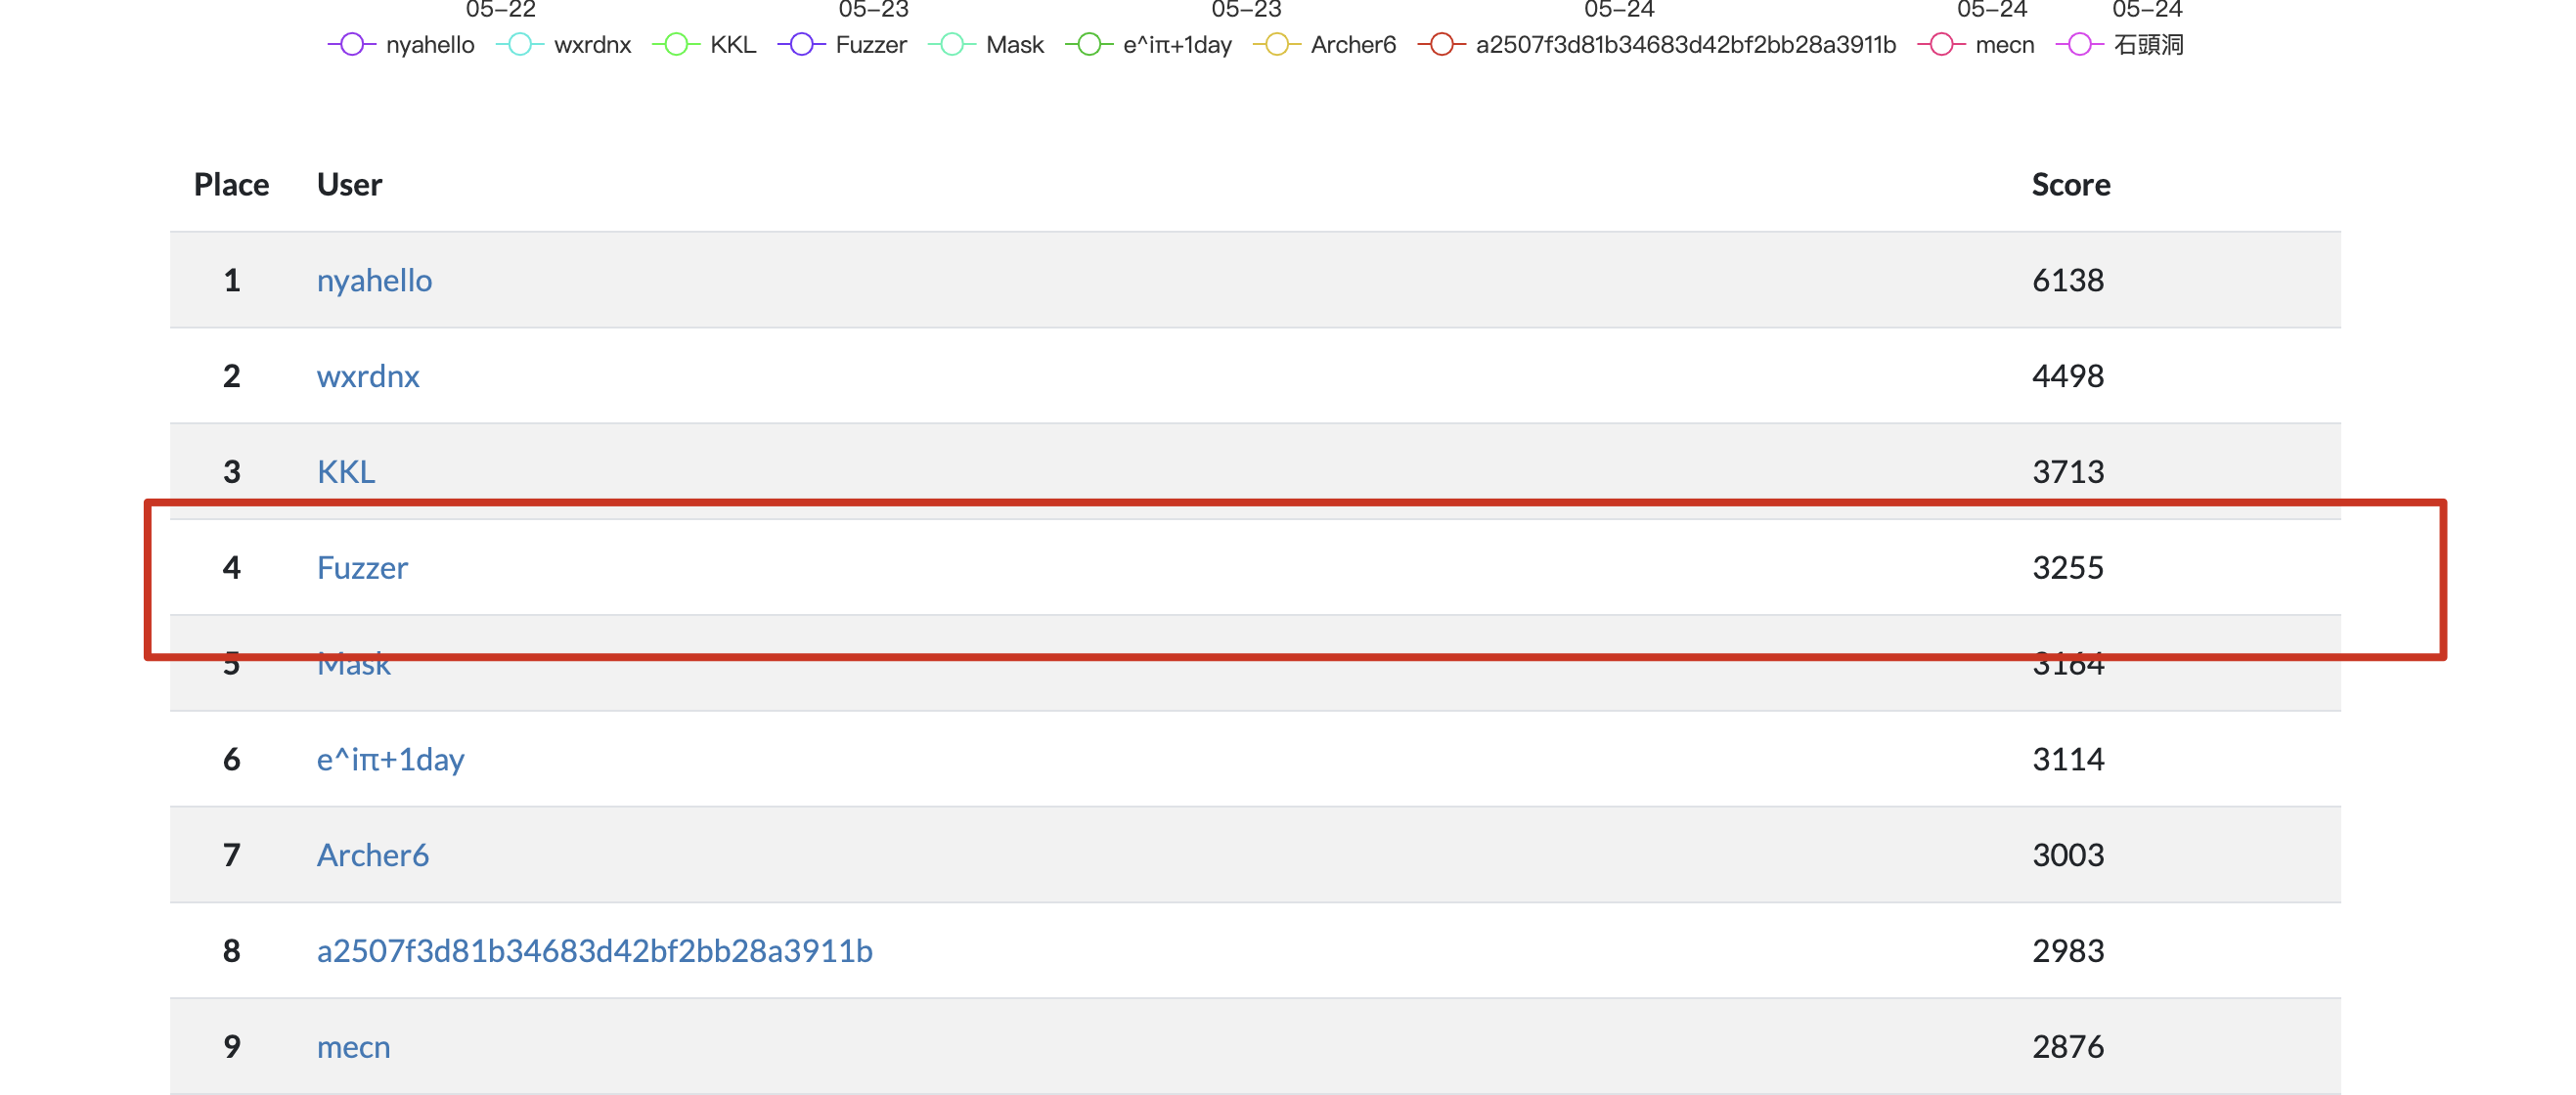 05-22 05-23 05-23 05-24 05-24 05-24
nyahello wxrdnx KKL Fuzzer Mask e^iπ+1day Archer6 a2507f3d81b34683d42bf2bb28a3911b mecn 石頭洞
Place User Score
1 nyahello 6138
2 wxrdnx 4498
3 KKL 3713
4 Fuzzer 3255
5 Mask 3164
6 e^iπ+1day 3114
7 Archer6 3003
8 a2507f3d81b34683d42bf2bb28a3911b 2983
9 mecn 2876